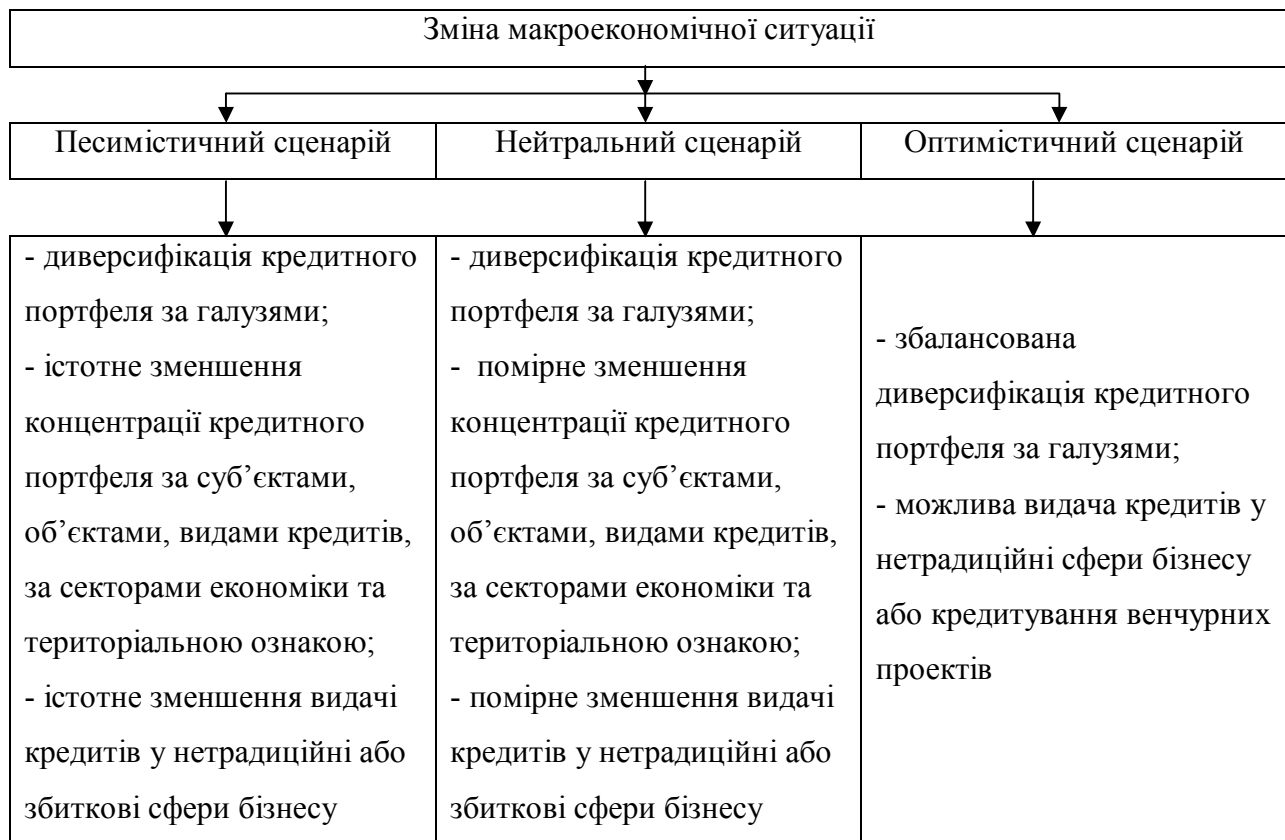 Зміна макроекономічної ситуації
Песимістичний сценарій
Нейтральний сценарій
Оптимістичний сценарій
- диверсифікація кредитного
портфеля за галузями;
- істотне зменшення
концентрації кредитного
портфеля за суб’єктами,
об’єктами, видами кредитів,
за секторами економіки та
територіальною ознакою;
- істотне зменшення видачі
кредитів у нетрадиційні або
збиткові сфери бізнесу
- диверсифікація кредитного
портфеля за галузями;
- помірне зменшення
концентрації кредитного
портфеля за суб’єктами,
об’єктами, видами кредитів,
за секторами економіки та
територіальною ознакою;
- помірне зменшення видачі
кредитів у нетрадиційні або
збиткові сфери бізнесу
- збалансована
диверсифікація кредитного
портфеля за галузями;
- можлива видача кредитів у
нетрадиційні сфери бізнесу
або кредитування венчурних
проектів